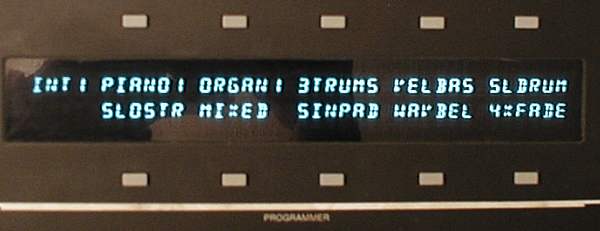 INT1 PIANO1 ORGAN1 3TRUMS VELBAS SLDRUM
SLOSTR MIXED SINPAD WAVBEL 4XFADE
PROGRAMMER